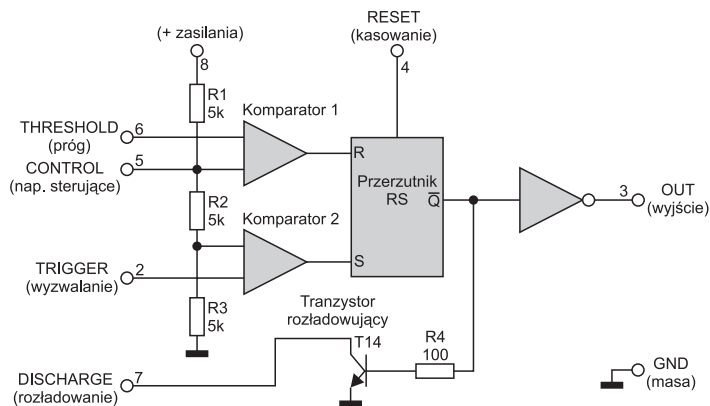 RESET
(kasowanie)
4
(+ zasilania)
8
R1
5k
Komparator 1
THRESHOLD
(próg)
6
CONTROL
(nap. sterujące)
5
R
Przerzutnik
RS
Q
S
3
OUT
(wyjście)
R2
5k
Komparator 2
TRIGGER
(wyzwalanie)
2
R3
5k
Tranzystor
rozładowujący
T14
R4
100
DISCHARGE
(rozładowanie)
7
GND
(masa)